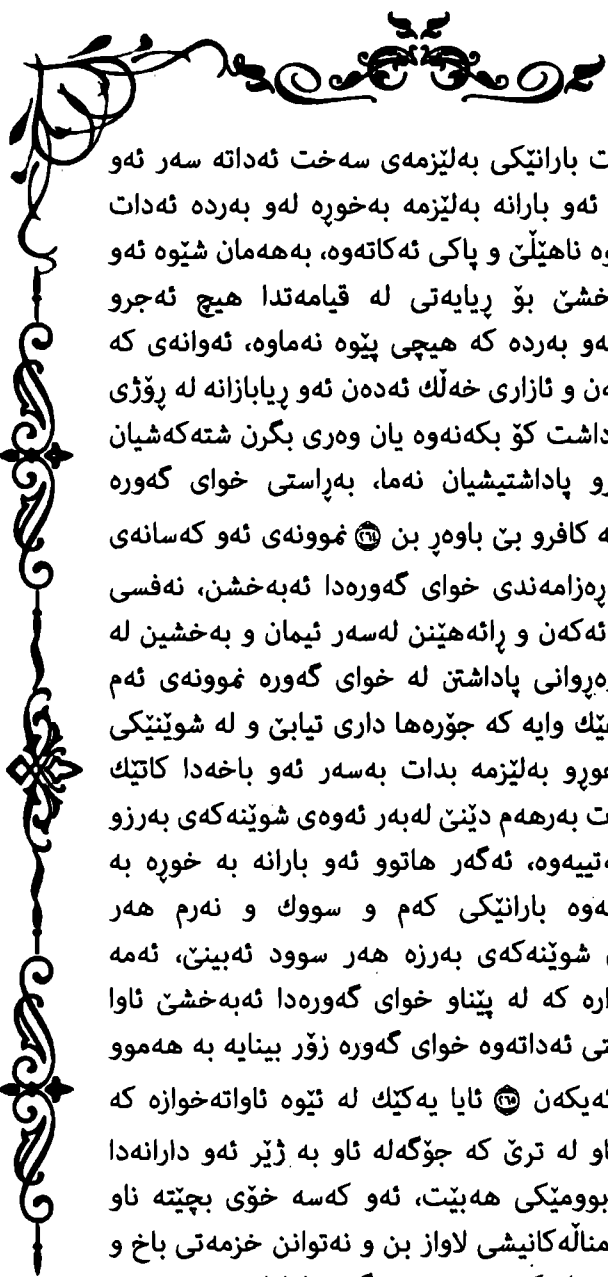 ت بارانێکی بەلێزمەی سەخت ئەداتە سەر ئەو
ئەو بارانە بەلێزمە بەخوڕە لەو بەردە ئەدات
وە ناهێڵێ و پاکی ئەکاتەوە، بەهەمان شێوە ئەو
خشێ بۆ ڕیایەتی لە قیامەتدا هیچ ئەجرو
ەو بەردە کە هیچی پێوە نەماوە، ئەوانەی کە
ەن و ئازاری خەڵك ئەدەن ئەو ڕیابازانە لە ڕۆژی
داشت کۆ بکەنەوە یان وەری بگرن شتەکەشیان
رو پاداشتیشیان نەما، بەڕاستی خوای گەورە
ە کافرو بێ باوەڕ بن ﴿٢٦٤﴾ نموونەی ئەو کەسانەی
ڕەزامەندی خوای گەورەدا ئەبەخشن، نەفسی
ئەکەن و ڕائەهێنن لەسەر ئیمان و بەخشین لە
وەڕوانی پاداشتن لە خوای گەورە نموونەی ئەم
ێك وایە کە جۆرەها داری تیابێ و لە شوێنێکی
وڕو بەلێزمە بدات بەسەر ئەو باخەدا کاتێك
ت بەرهەم دێنێ لەبەر ئەوەی شوێنەکەی بەرزو
ەتییەوە، ئەگەر هاتوو ئەو بارانە بە خوڕە بە
ەوە بارانێکی کەم و سووك و نەرم هەر
شوێنەکەی بەرزە هەر سوود ئەبینێ، ئەمە
ارە کە لە پێناو خوای گەورەدا ئەبەخشێ ئاوا
تی ئەداتەوە خوای گەورە زۆر بینایە بە هەموو
ئەیکەن ﴿٢٦٥﴾ ئایا یەکێك لە ئێوە ئاواتەخوازە کە
او لە ترێ کە جۆگەلە ئاو بە ژێر ئەو دارانەدا
بوومێکی هەبێت، ئەو کەسە خۆی بچێتە ناو
مناڵەکانیشی لاواز بن و نەتوانن خزمەتی باخ و